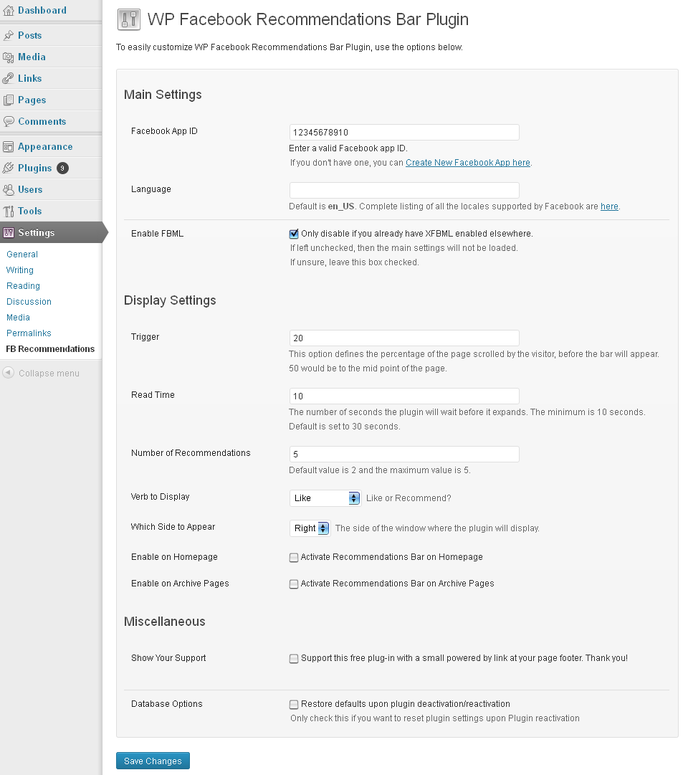 Dashboard
Posts
Media
Links
Pages
Comments
Appearance
Plugins 9
Users
Tools
Settings
General
Writing
Reading
Discussion
Media
Permalinks
FB Recommendations
Collapse menu
WP Facebook Recommendations Bar Plugin
To easily customize WP Facebook Recommendations Bar Plugin, use the options below.
Main Settings
Facebook App ID 12345678910
Enter a valid Facebook app ID.
If you don't have one, you can Create New Facebook App here.
Language
Default is en_US. Complete listing of all the locales supported by Facebook are here.
Enable FBML Only disable if you already have XFBML enabled elsewhere.
If left unchecked, then the main settings will not be loaded.
If unsure, leave this box checked.
Display Settings
Trigger 20
This option defines the percentage of the page scrolled by the visitor, before the bar will appear.
50 would be to the mid point of the page.
Read Time 10
The number of seconds the plugin will wait before it expands. The minimum is 10 seconds.
Default is set to 30 seconds.
Number of Recommendations 5
Default value is 2 and the maximum value is 5.
Verb to Display Like Like or Recommend?
Which Side to Appear Right The side of the window where the plugin will display.
Enable on Homepage Activate Recommendations Bar on Homepage
Enable on Archive Pages Activate Recommendations Bar on Archive Pages
Miscellaneous
Show Your Support Support this free plug-in with a small powered by link at your page footer. Thank you!
Database Options Restore defaults upon plugin deactivation/reactivation
Only check this if you want to reset plugin settings upon Plugin reactivation
Save Changes